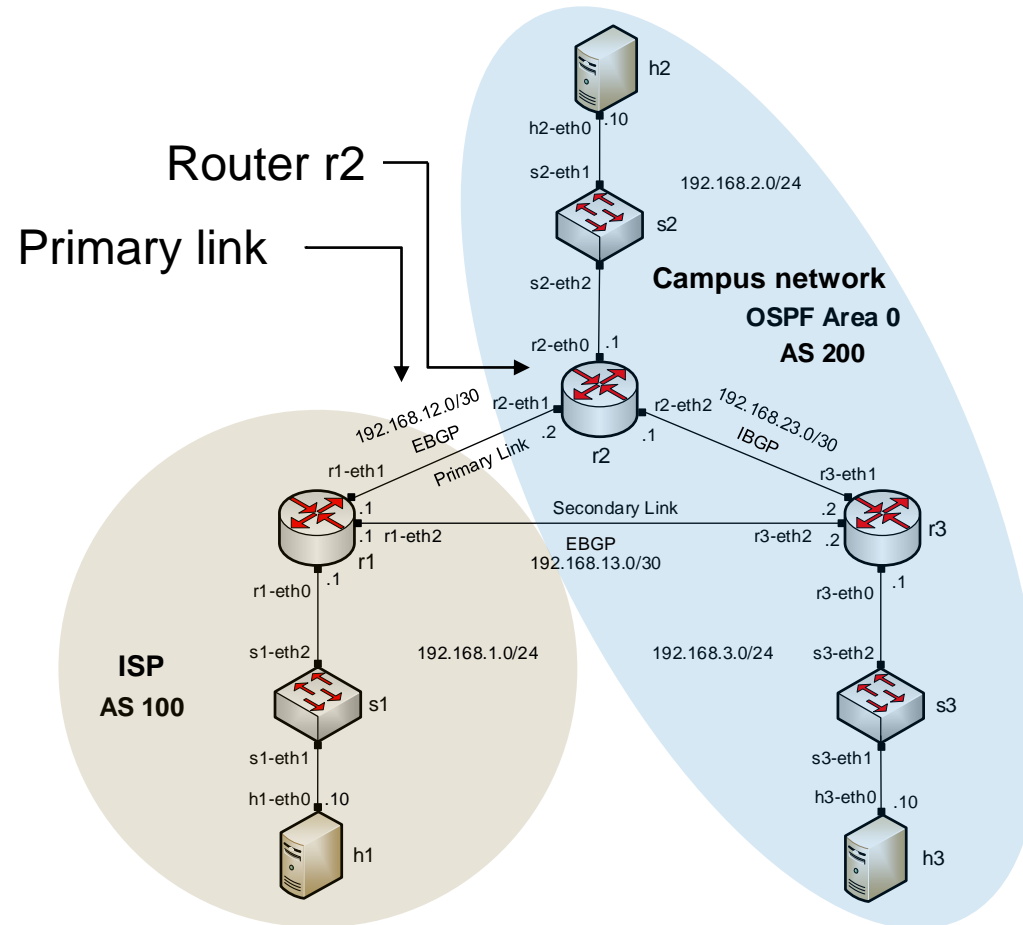 h2
h2-eth0
.10
Router r2
s2-eth1
192.168.2.0/24
s2
Primary link
s2-eth2
Campus network
OSPF Area 0
AS 200
r2-eth0
.1
192.168.12.0/30
r2-eth1
r2-eth2
192.168.23.0/30
EBGP
.2
.1
IBGP
Primary Link
r2
r1-eth1
r3-eth1
.1
Secondary Link
.2
.1
r1-eth2
r3-eth2
.2
r3
r1
EBGP
192.168.13.0/30
r1-eth0
.1
r3-eth0
.1
ISP
AS 100
s1-eth2
192.168.1.0/24
192.168.3.0/24
s3-eth2
s1
s3
s1-eth1
s3-eth1
h1-eth0
.10
h3-eth0
.10
h1
h3